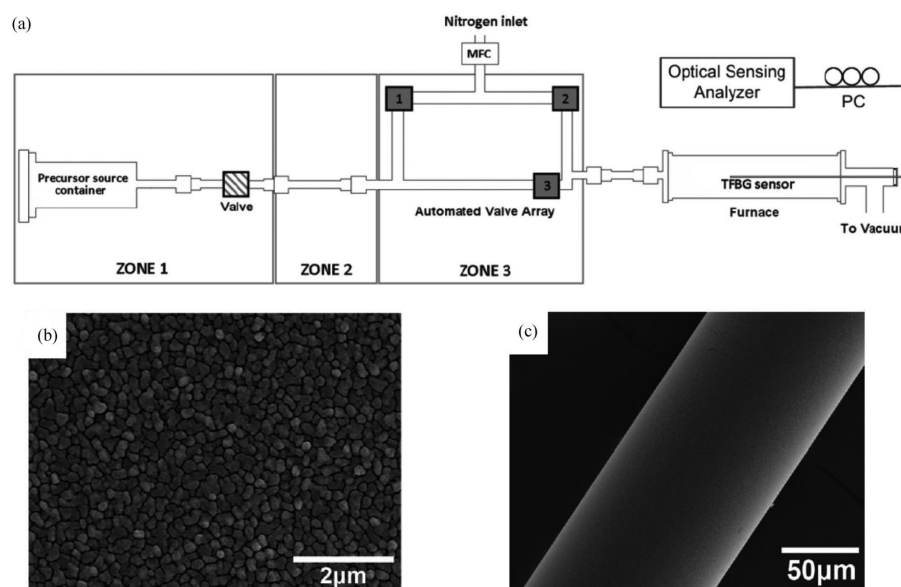 (a)
Nitrogen inlet
MFC
Optical Sensing
Analyzer
PC
1
2
Precursor source
container
Valve
3
Automated Valve Array
TFBG sensor
Furnace
To Vacuum
ZONE 1
ZONE 2
ZONE 3
(b)
2μm
(c)
50μm